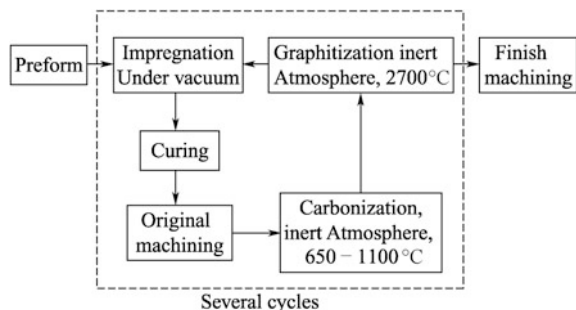 Preform
Impregnation
Under vacuum
Graphitization inert
Atmosphere, 2700°C
Finish
machining
Curing
Original
machining
Carbonization,
inert Atmosphere,
650 – 1100°C
Several cycles